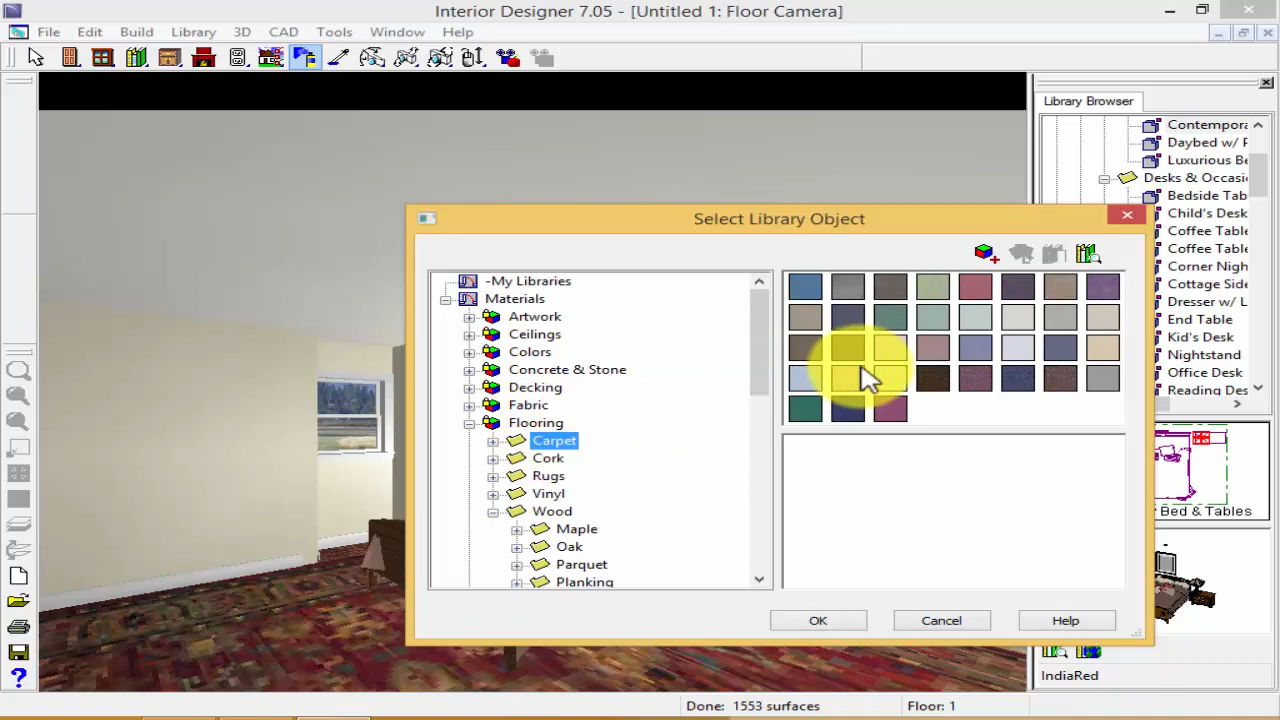 Interior Designer 7.05 - [Untitled 1: Floor Camera]
File Edit Build Library 3D CAD Tools Window Help
Library Browser
Contempora
Daybed w/ F
Luxurious Be
Desks & Occasi
Bedside Tab
Child's Desk
Coffee Table
Coffee Table
Corner Night
Cottage Side
Dresser w/ L
End Table
Kid's Desk
Nightstand
Office Desk
Reading Des
Select Library Object
-My Libraries
Materials
Artwork
Ceilings
Colors
Concrete & Stone
Decking
Fabric
Flooring
Carpet
Cork
Rugs
Vinyl
Wood
Maple
Oak
Parquet
Planking
OK Cancel Help
Bed & Tables
IndiaRed
Done: 1553 surfaces Floor: 1